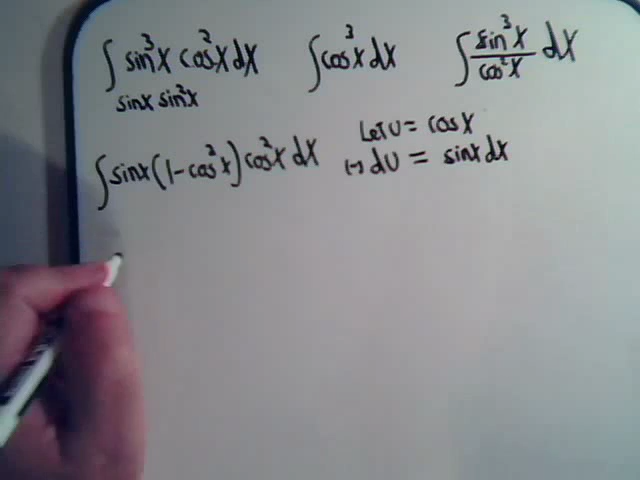 ∫ sin³x cos²x dx   ∫ cos³x dx   ∫ sin³x / cos²x dx
sinx sin²x
∫ sinx (1 - cos²x) cos²x dx   Let U = cosx
(-) dU = sinx dx